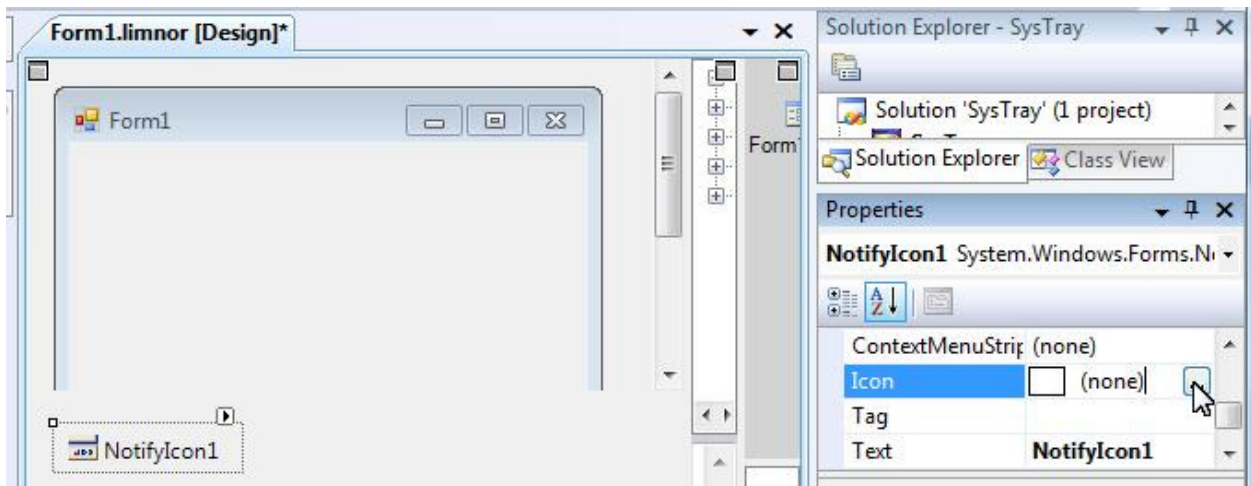 Form1.limnor [Design]*
Form1
Form
NotifyIcon1
Solution Explorer - SysTray
Solution 'SysTray' (1 project)
Solution Explorer
Class View
Properties
NotifyIcon1 System.Windows.Forms.N
ContextMenuStrip (none)
Icon (none)
Tag
Text NotifyIcon1